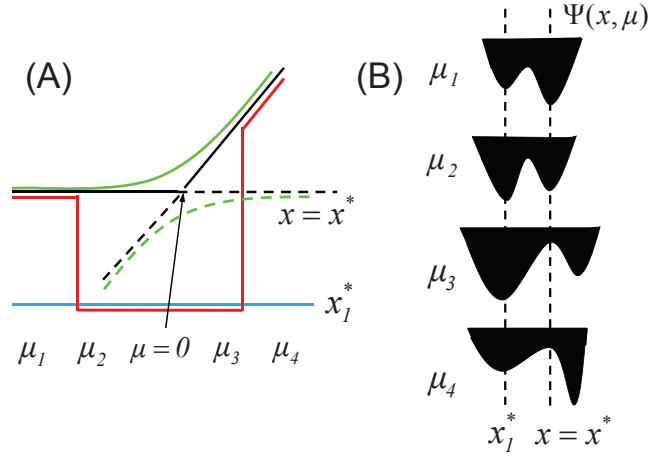 (A)
x = x*
x₁*
μ₁ μ₂ μ = 0 μ₃ μ₄
(B)
Ψ(x, μ)
μ₁
μ₂
μ₃
μ₄
x₁* x = x*